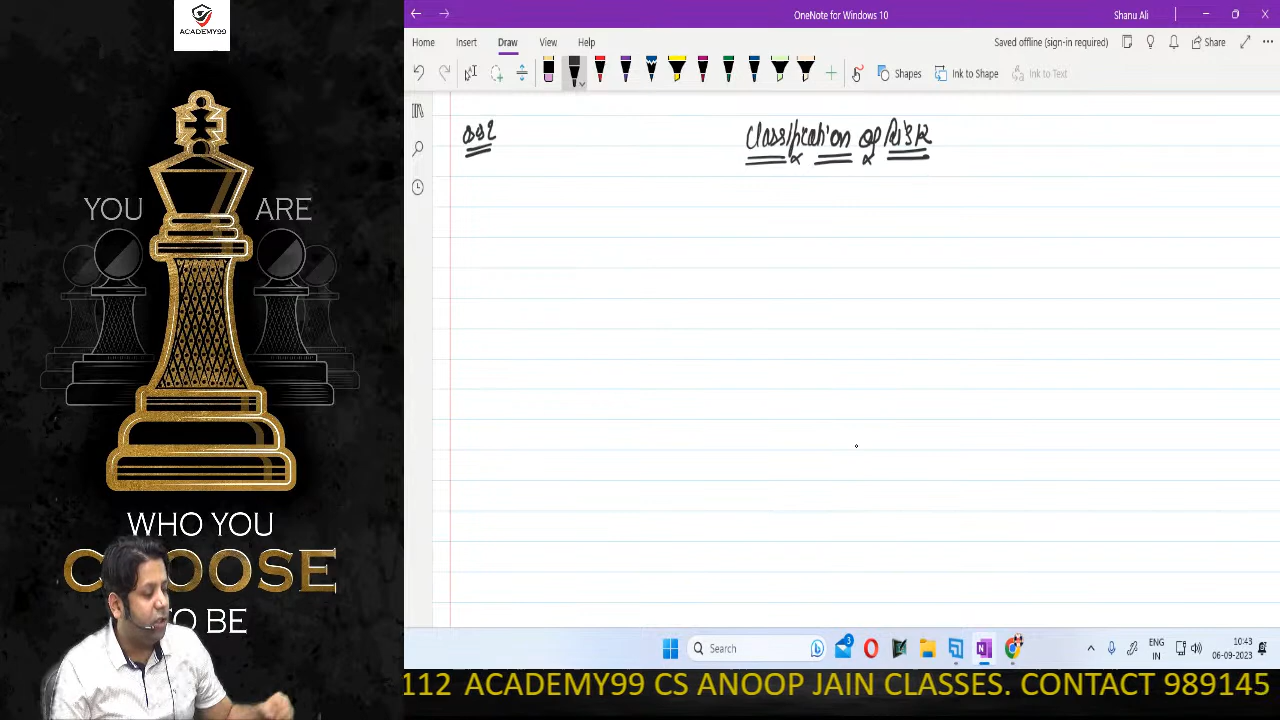 ACADEMY99
YOU ARE
WHO YOU
CHOOSE
TO BE
OneNote for Windows 10
Shanu Ali
Home Insert Draw View Help
Saved offline (sign-in required)
Share
Shapes
Ink to Shape
Ink to Text
Classification of Risk
Search
3
ENG
IN
10:43
06-09-2023
112 ACADEMY99 CS ANOOP JAIN CLASSES. CONTACT 989145